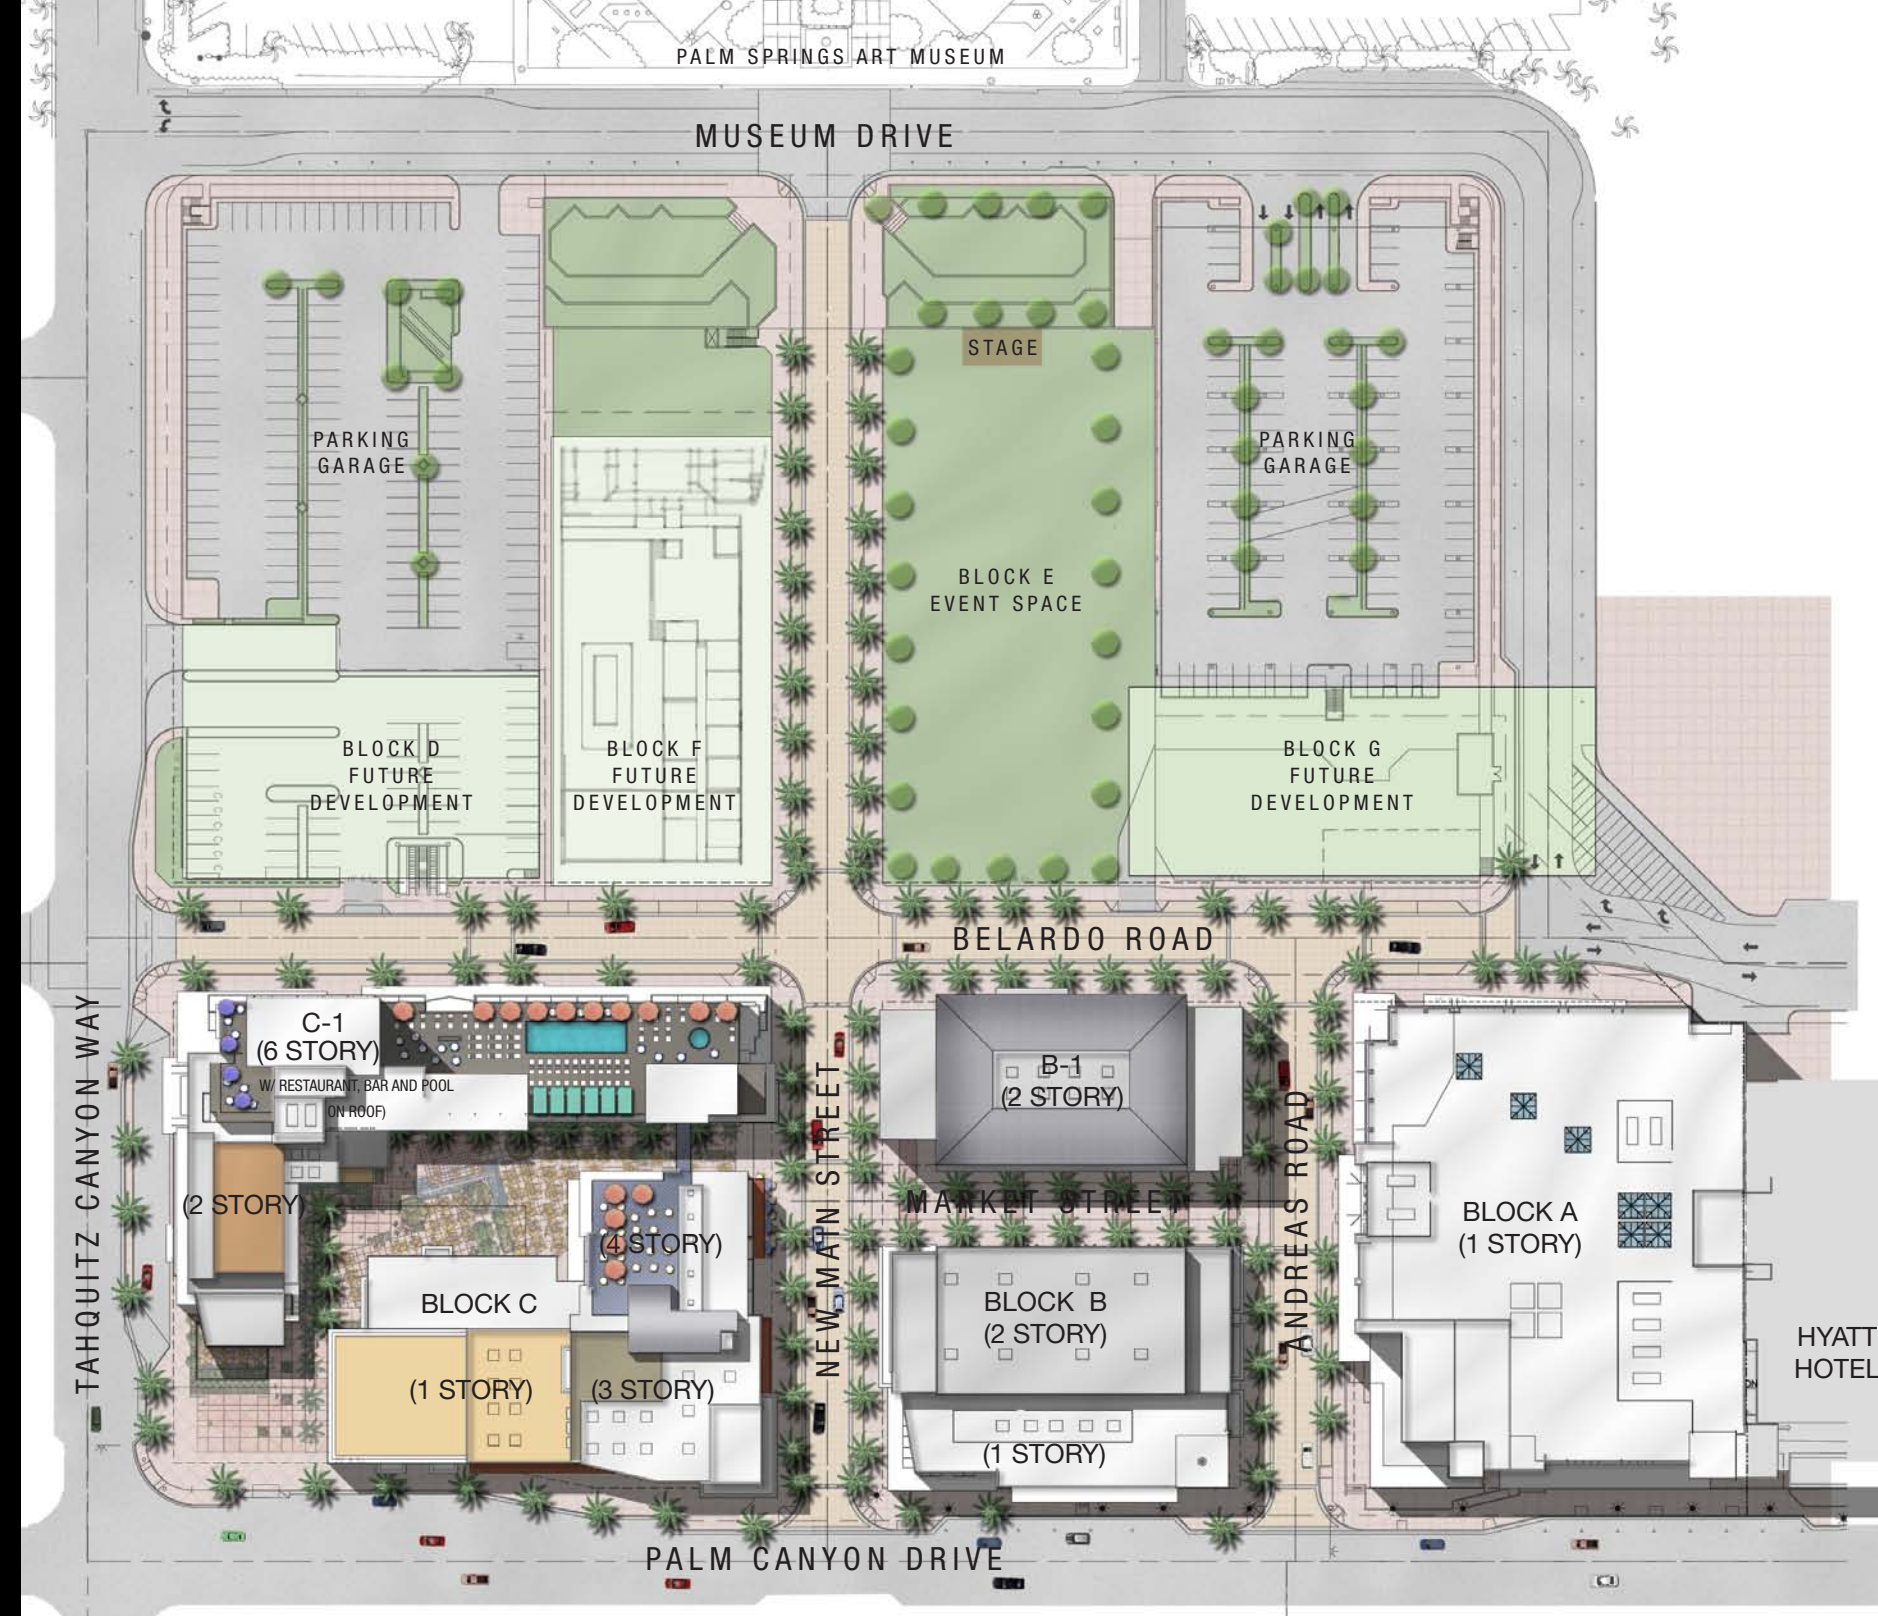 PALM SPRINGS ART MUSEUM
MUSEUM DRIVE
STAGE
PARKING
GARAGE
PARKING
GARAGE
BLOCK E
EVENT SPACE
BLOCK D
FUTURE
DEVELOPMENT
BLOCK F
FUTURE
DEVELOPMENT
BLOCK G
FUTURE
DEVELOPMENT
BELARDO ROAD
TAHQUITZ CANYON WAY
C-1
(6 STORY)
W/ RESTAURANT, BAR AND POOL
ON ROOF)
(2 STORY)
(4 STORY)
BLOCK C
(1 STORY)
(3 STORY)
NEW MAIN STREET
B-1
(2 STORY)
MARKET STREET
BLOCK B
(2 STORY)
(1 STORY)
ANDREAS ROAD
BLOCK A
(1 STORY)
HYATT
HOTEL
PALM CANYON DRIVE